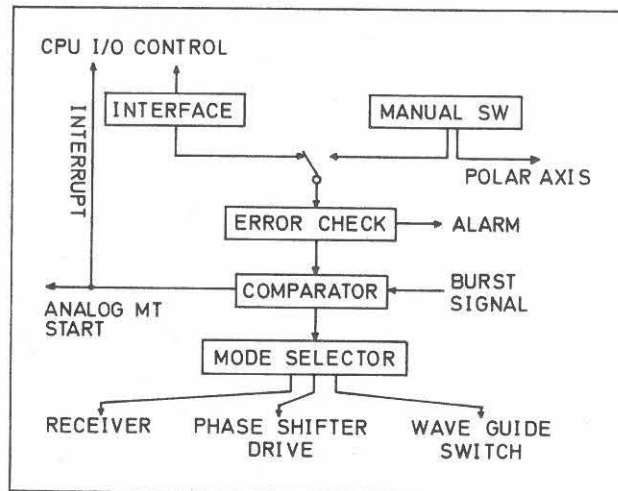 CPU I/O CONTROL
INTERFACE
MANUAL SW
INTERRUPT
POLAR AXIS
ERROR CHECK
ALARM
COMPARATOR
BURST
SIGNAL
ANALOG MT
START
MODE SELECTOR
RECEIVER
PHASE SHIFTER
DRIVE
WAVE GUIDE
SWITCH